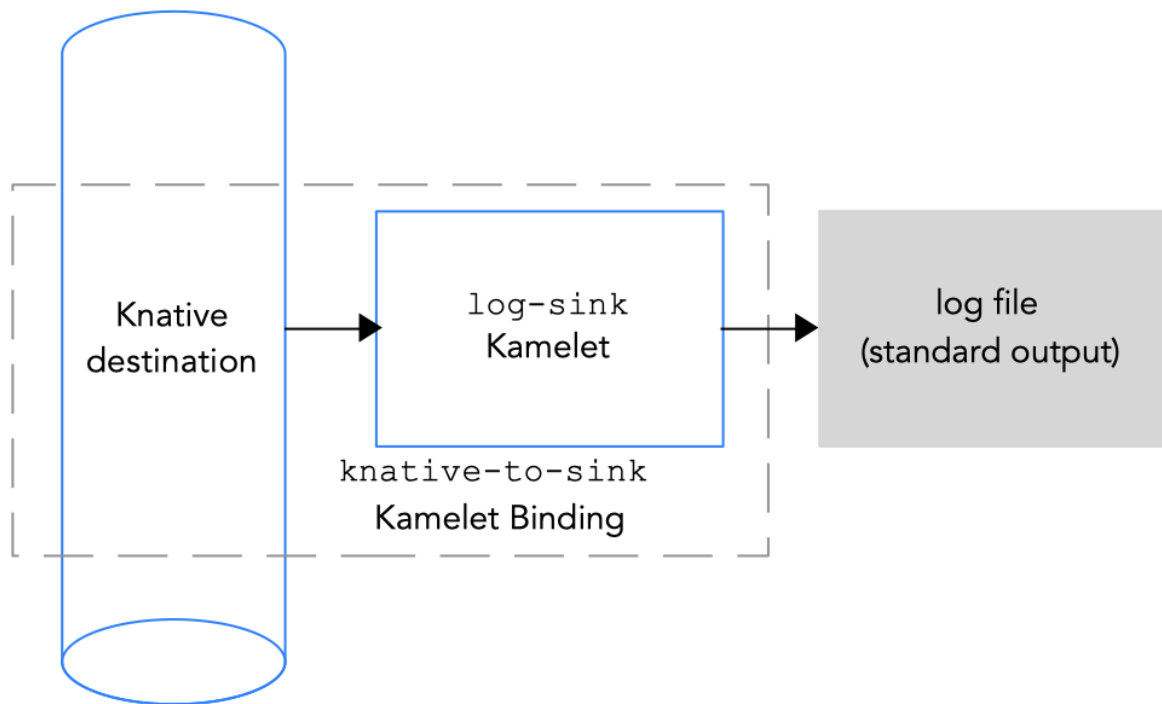 Knative
destination
log-sink
Kamelet
log file
(standard output)
knative-to-sink
Kamelet Binding